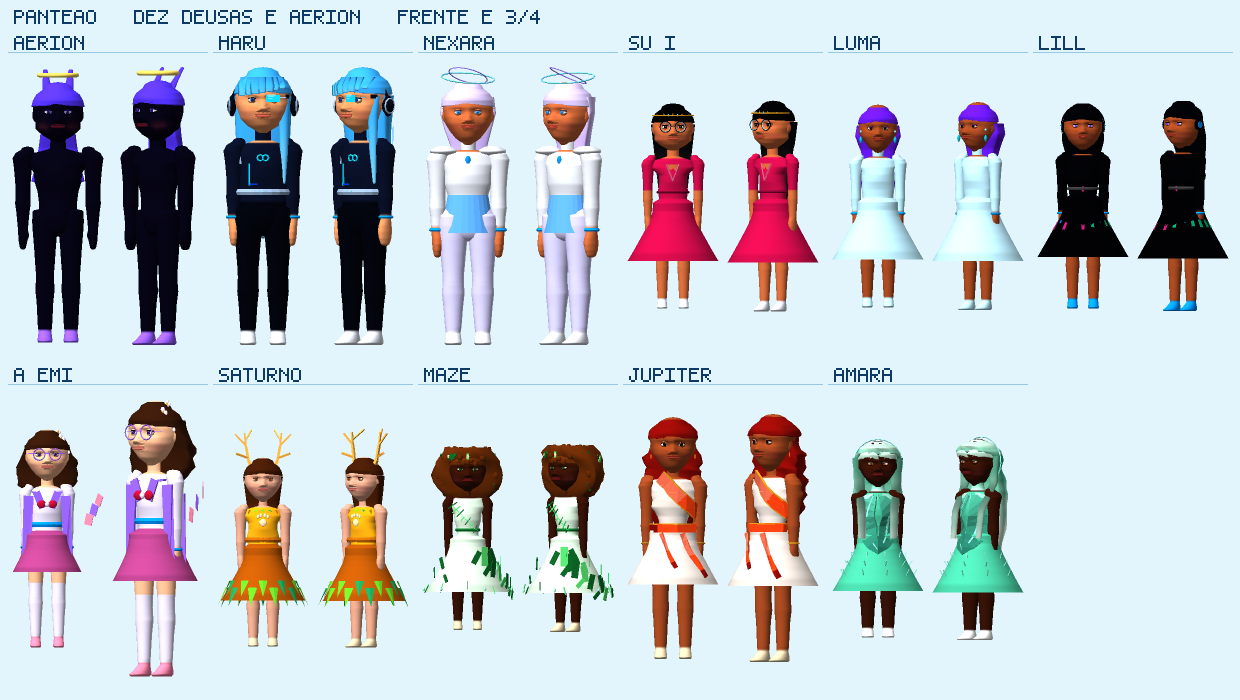 PANTEAO DEZ DEUSAS E AERION FRENTE E 3/4
AERION HARU NEXARA SU I LUMA LILL
A EMI SATURNO MAZE JUPITER AMARA